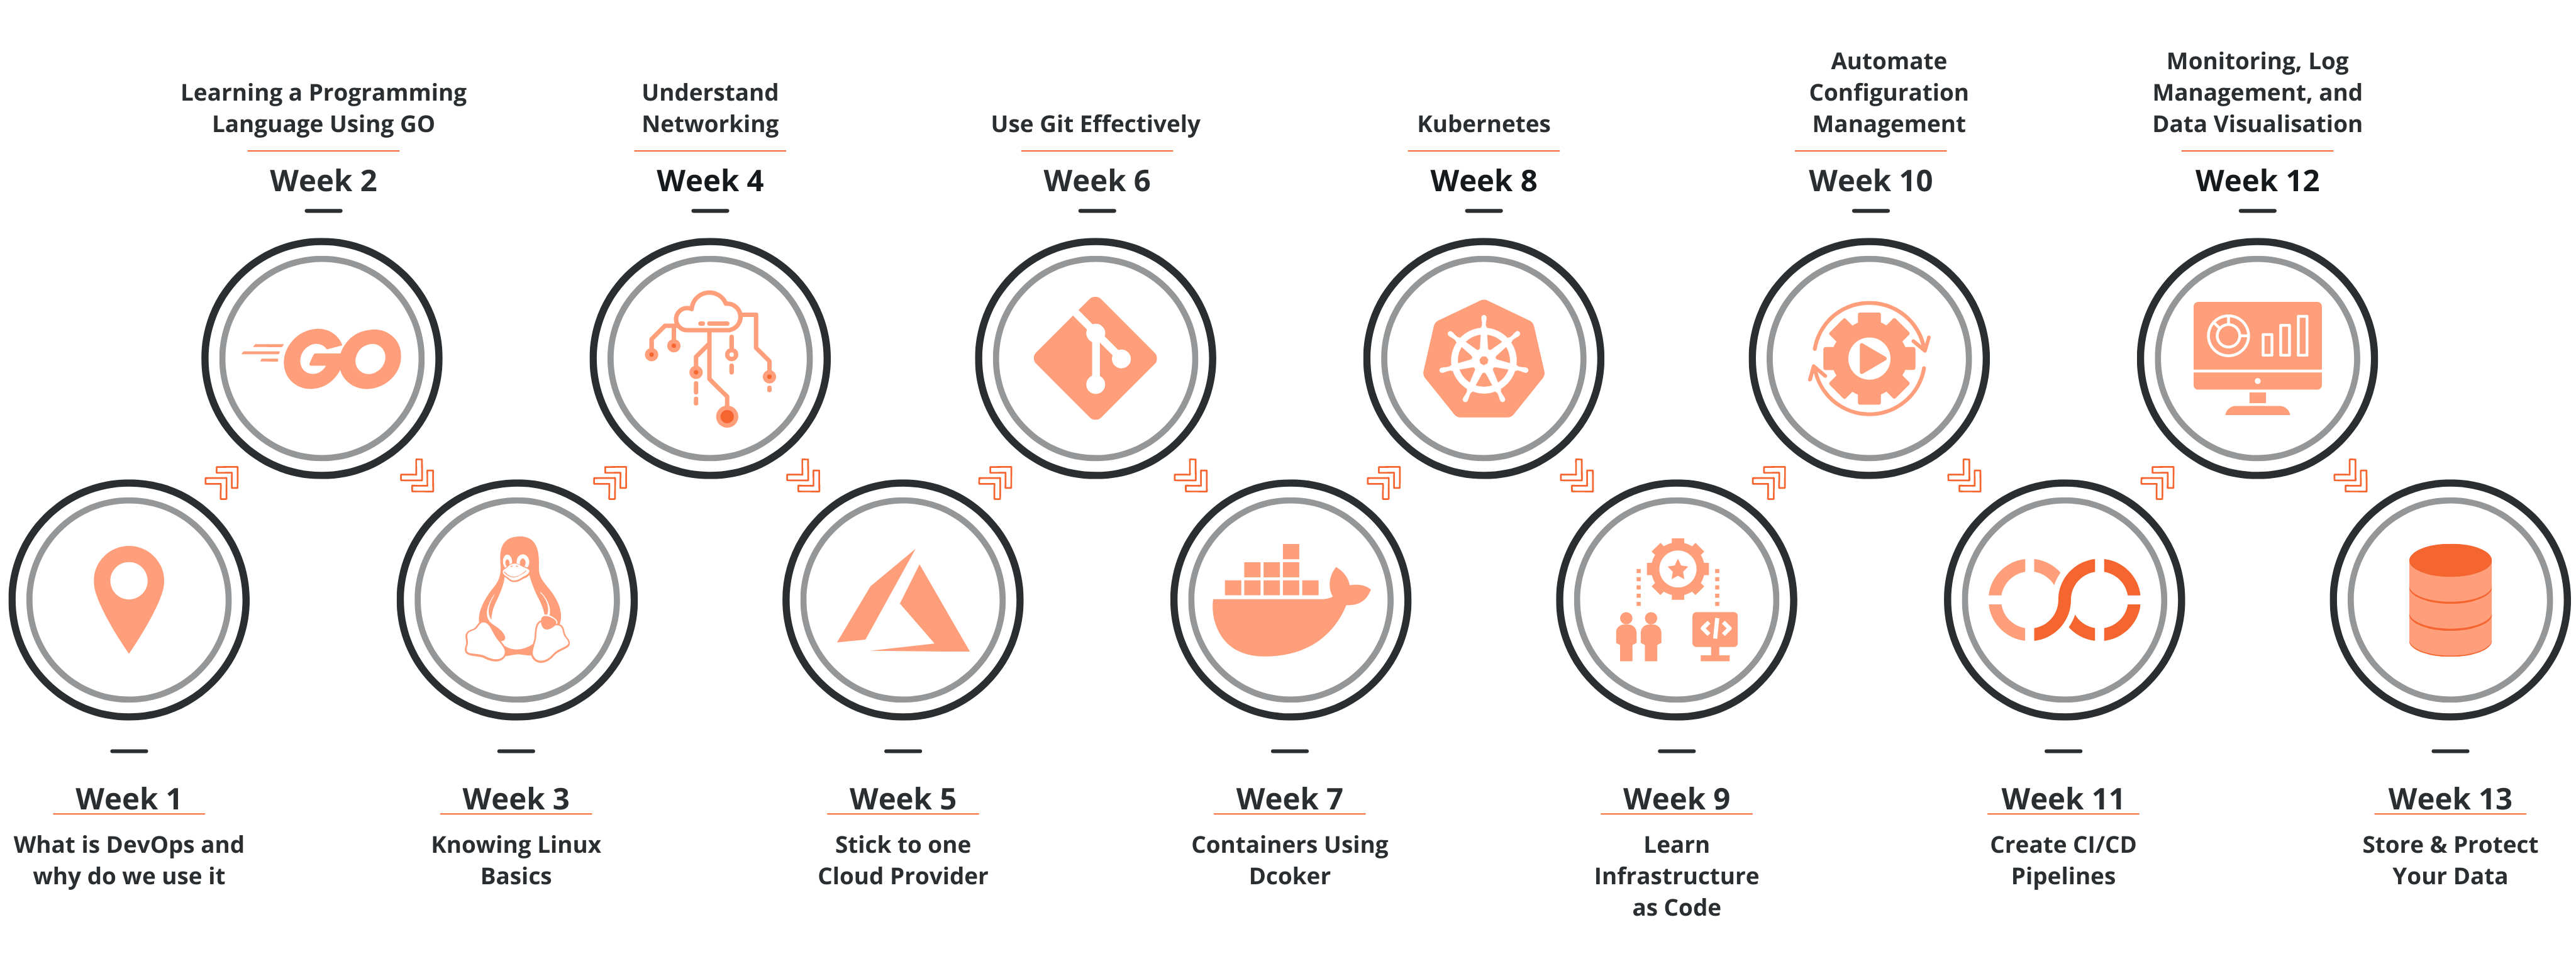 Learning a Programming
Language Using GO
Week 2
Understand
Networking
Week 4
Use Git Effectively
Week 6
Kubernetes
Week 8
Automate
Configuration
Management
Week 10
Monitoring, Log
Management, and
Data Visualisation
Week 12
GO
Week 1
What is DevOps and
why do we use it
Week 3
Knowing Linux
Basics
Week 5
Stick to one
Cloud Provider
Week 7
Containers Using
Dcoker
Week 9
Learn
Infrastructure
as Code
Week 11
Create CI/CD
Pipelines
Week 13
Store & Protect
Your Data